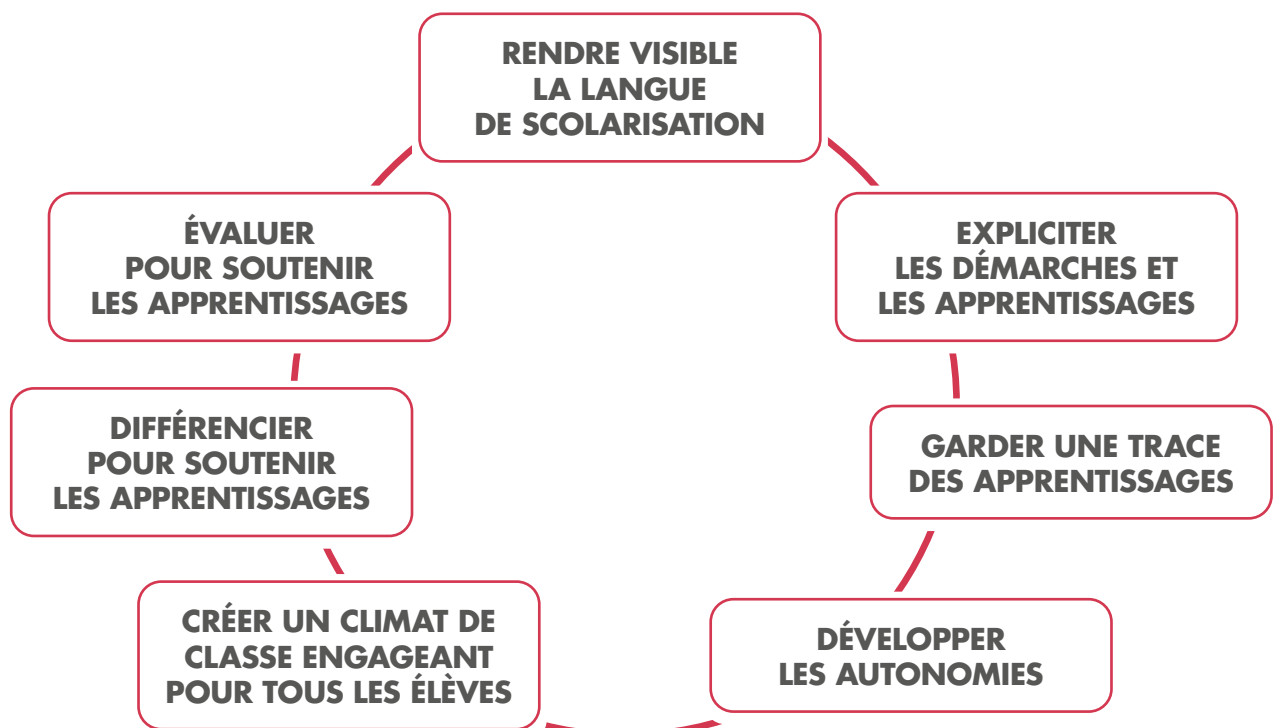 RENDRE VISIBLE
LA LANGUE
DE SCOLARISATION
ÉVALUER
POUR SOUTENIR
LES APPRENTISSAGES
EXPLICITER
LES DÉMARCHES ET
LES APPRENTISSAGES
DIFFÉRENCIER
POUR SOUTENIR
LES APPRENTISSAGES
GARDER UNE TRACE
DES APPRENTISSAGES
CRÉER UN CLIMAT DE
CLASSE ENGAGEANT
POUR TOUS LES ÉLÈVES
DÉVELOPPER
LES AUTONOMIES